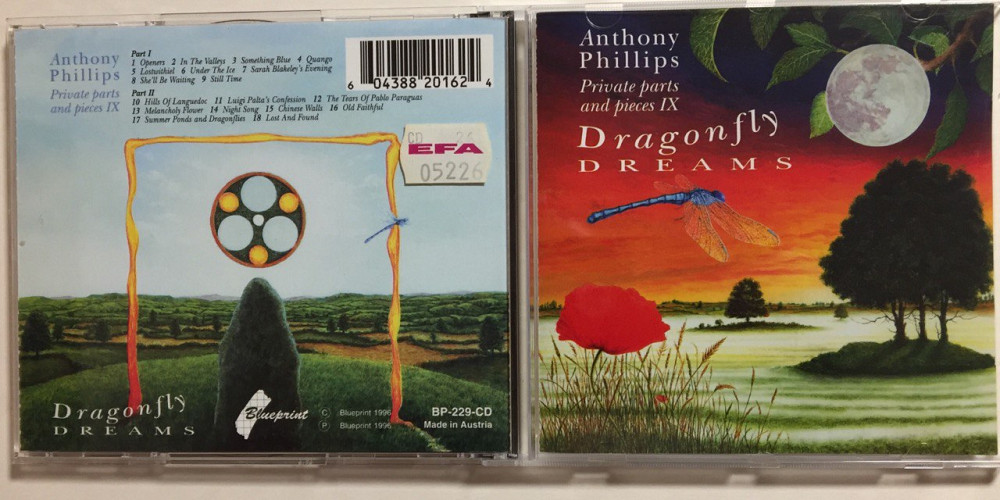 Anthony
Phillips
Private parts
and pieces IX
Part I
1 Openers 2 In The Valleys 3 Something Blue 4 Quango
5 Lostwithiel 6 Under The Ice 7 Sarah Blakeley's Evening
8 She'll Be Waiting 9 Still Time
Part II
10 Hills Of Languedoc 11 Luigi Palta's Confession 12 The Tears Of Pablo Paraguas
13 Melancholy Flower 14 Night Song 15 Chinese Walls 16 Old Faithful
17 Summer Ponds and Dragonflies 18 Lost And Found
6 04388 20162 4
CD
EFA
05226
Dragonfly
DREAMS
Blueprint
C Blueprint 1996
P Blueprint 1996
BP-229-CD
Made in Austria
Anthony
Phillips
Private parts
and pieces IX
Dragonfly
DREAMS